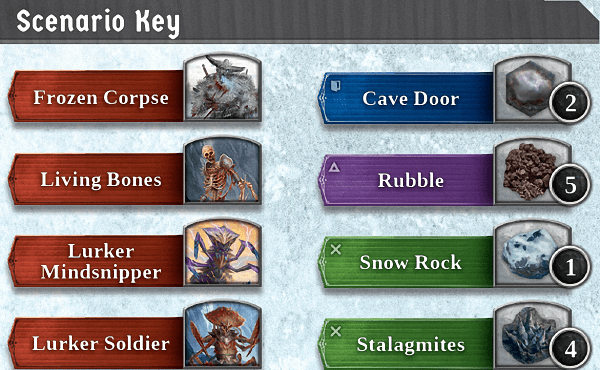 Scenario Key
Frozen Corpse
Living Bones
Lurker
Mindsnipper
Lurker Soldier
Cave Door
2
Rubble
5
Snow Rock
1
Stalagmites
4